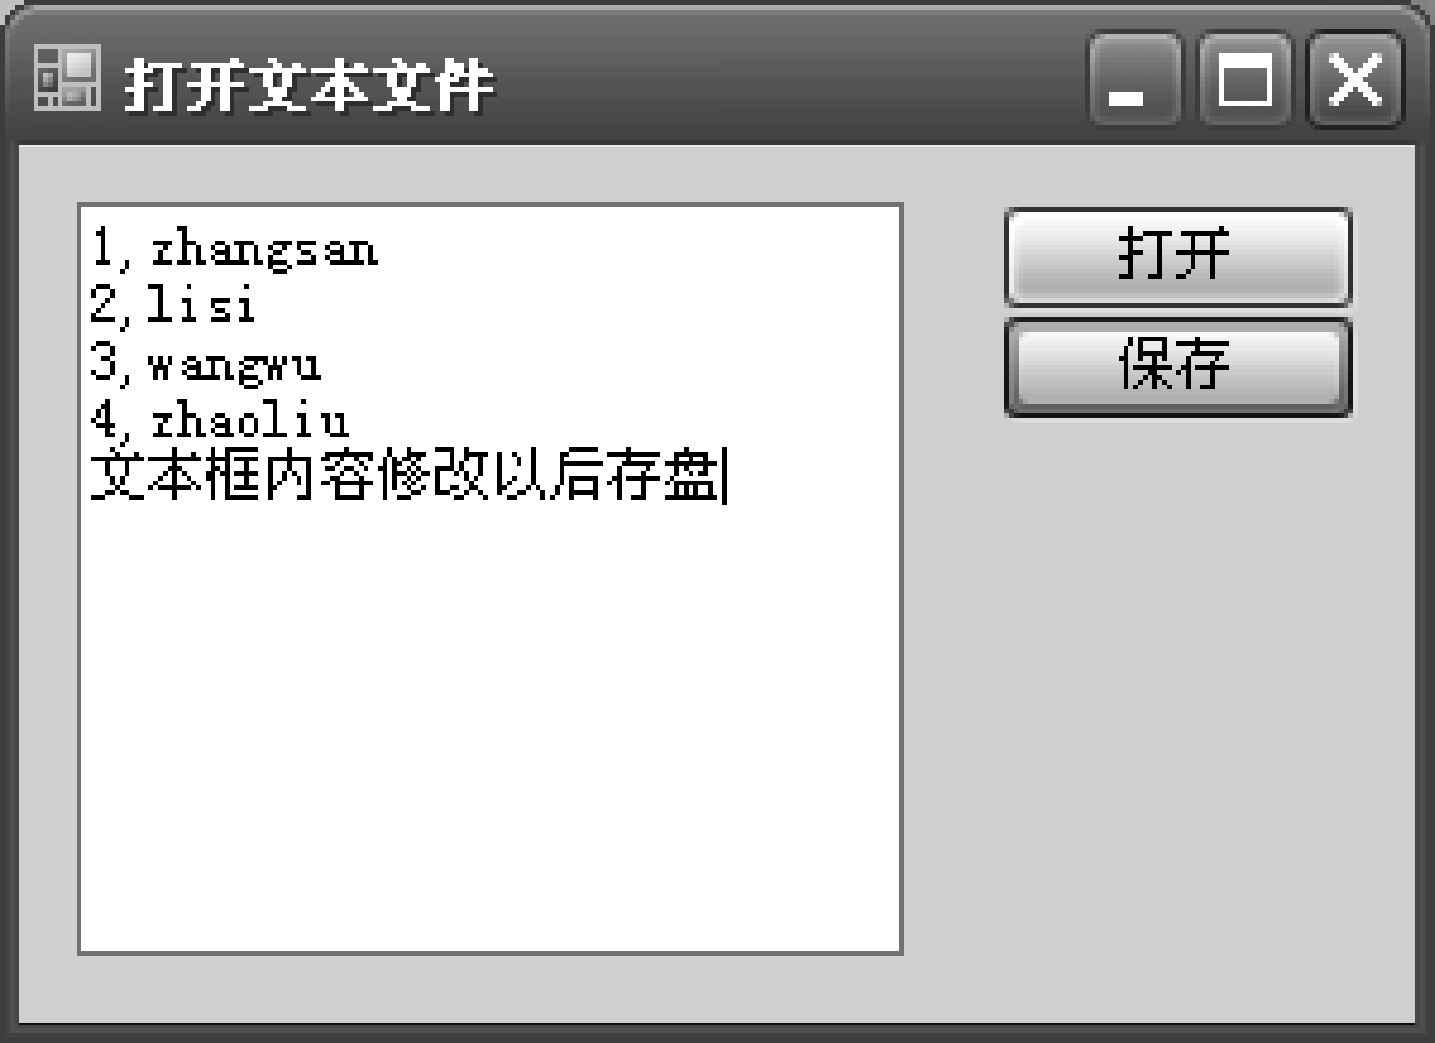 打开文本文件
1,zhangsan
2,lisi
3,wangwu
4,zhaoliu
文本框内容修改以后存盘
打开
保存